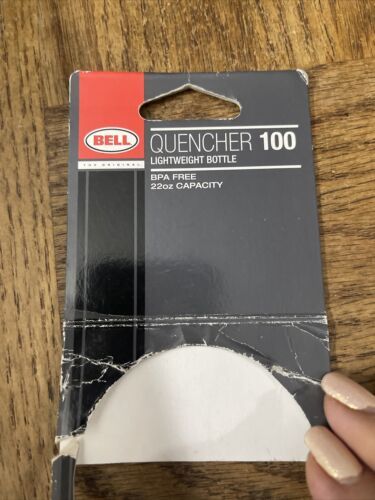 BELL
THE ORIGINAL
QUENCHER 100
LIGHTWEIGHT BOTTLE
BPA FREE
22oz CAPACITY